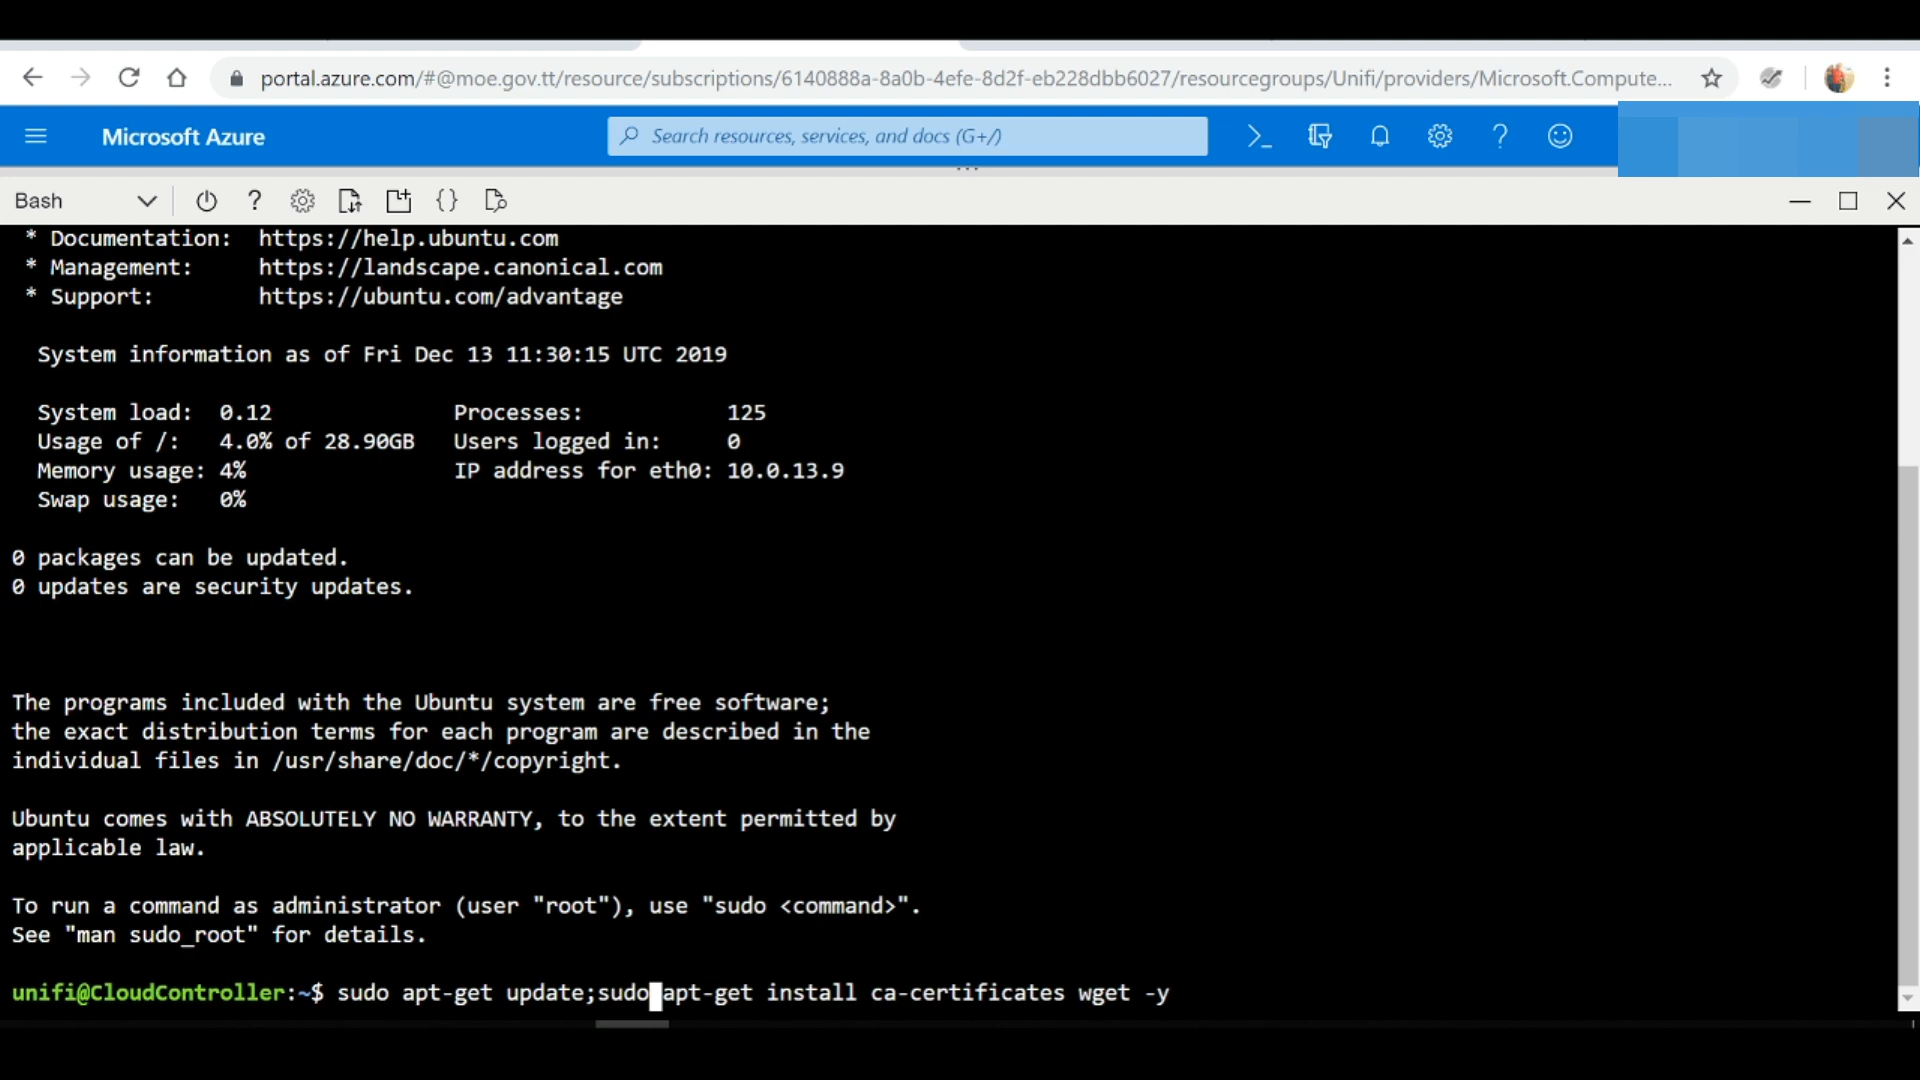 portal.azure.com/#@moe.gov.tt/resource/subscriptions/6140888a-8a0b-4efe-8d2f-eb228dbb6027/resourcegroups/Unifi/providers/Microsoft.Compute...
Microsoft Azure
Search resources, services, and docs (G+/)
Bash
* Documentation: https://help.ubuntu.com
* Management: https://landscape.canonical.com
* Support: https://ubuntu.com/advantage
System information as of Fri Dec 13 11:30:15 UTC 2019
System load: 0.12 Processes: 125
Usage of /: 4.0% of 28.90GB Users logged in: 0
Memory usage: 4% IP address for eth0: 10.0.13.9
Swap usage: 0%
0 packages can be updated.
0 updates are security updates.
The programs included with the Ubuntu system are free software;
the exact distribution terms for each program are described in the
individual files in /usr/share/doc/*/copyright.
Ubuntu comes with ABSOLUTELY NO WARRANTY, to the extent permitted by
applicable law.
To run a command as administrator (user "root"), use "sudo <command>".
See "man sudo_root" for details.
unifi@CloudController:~$ sudo apt-get update;sudo apt-get install ca-certificates wget -y